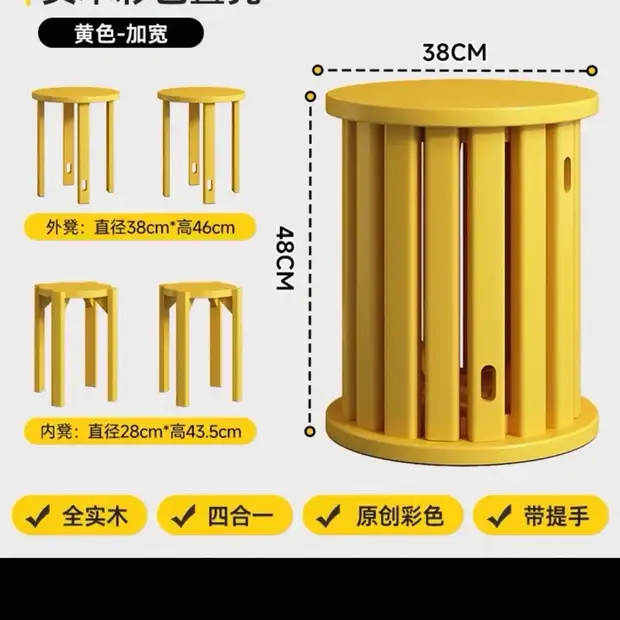 黄色-加宽
38CM
外凳：直径38cm*高46cm
48CM
内凳：直径28cm*高43.5cm
全实木
四合一
原创彩色
带提手